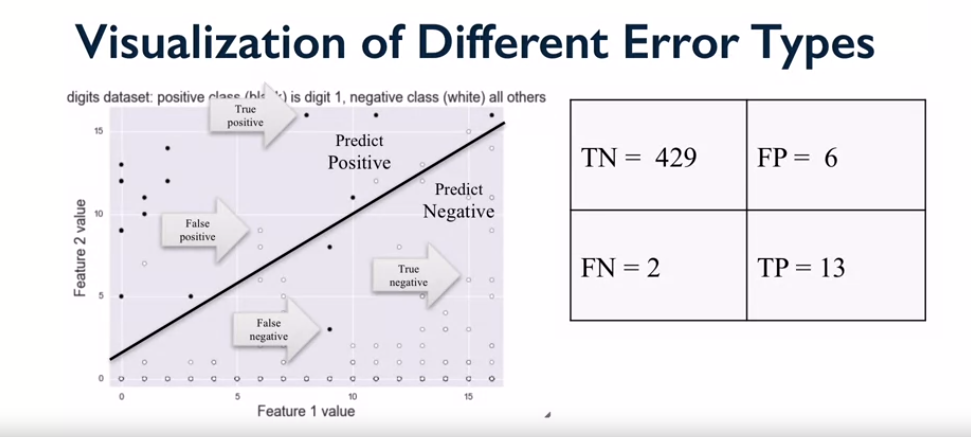 Visualization of Different Error Types
digits dataset: positive class (bl k) is digit 1, negative class (white) all others
True
positive
Predict
Positive
Predict
Negative
False
positive
True
negative
False
negative
Feature 2 value
15
10
5
0
0
5
10
15
Feature 1 value
TN = 429
FP = 6
FN = 2
TP = 13